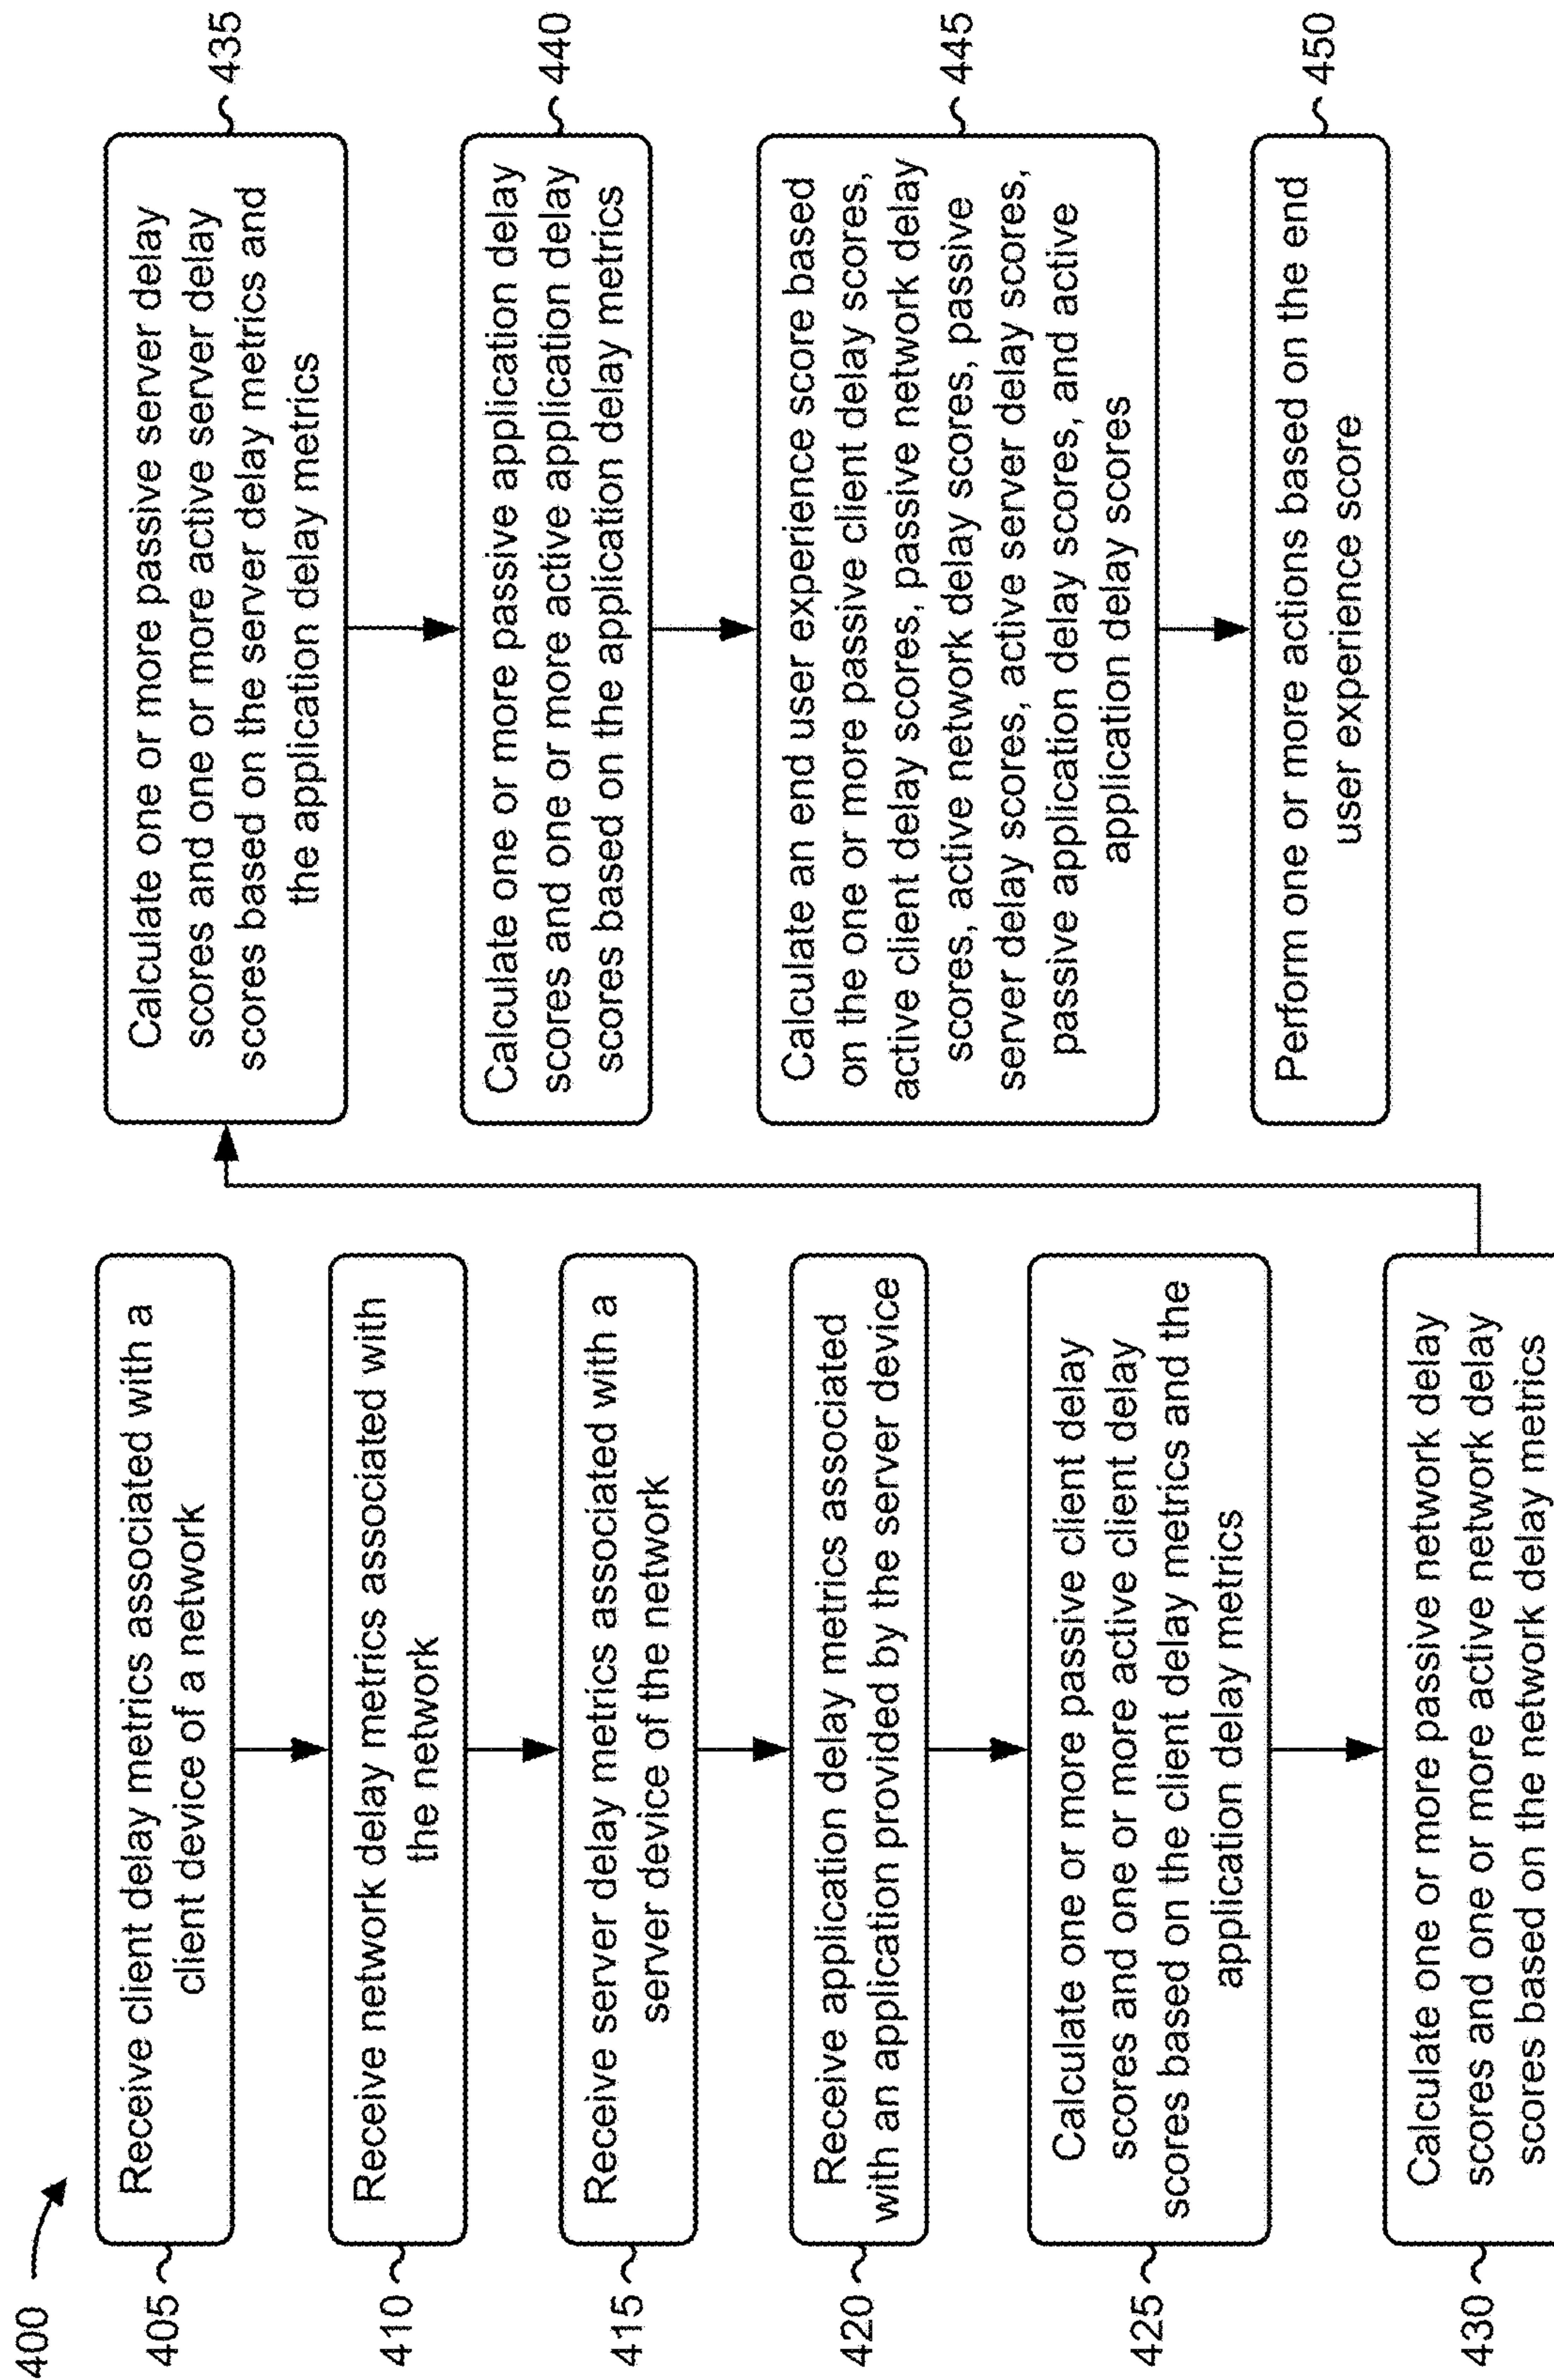 400
405
Receive client delay metrics associated with a
client device of a network
410
Receive network delay metrics associated with
the network
415
Receive server delay metrics associated with a
server device of the network
420
Receive application delay metrics associated
with an application provided by the server device
425
Calculate one or more passive client delay
scores and one or more active client delay
scores based on the client delay metrics and the
application delay metrics
430
Calculate one or more passive network delay
scores and one or more active network delay
scores based on the network delay metrics
435
Calculate one or more passive server delay
scores and one or more active server delay
scores based on the server delay metrics and
the application delay metrics
440
Calculate one or more passive application delay
scores and one or more active application delay
scores based on the application delay metrics
445
Calculate an end user experience score based
on the one or more passive client delay scores,
active client delay scores, passive network delay
scores, active network delay scores, passive
server delay scores, active server delay scores,
passive application delay scores, and active
application delay scores
450
Perform one or more actions based on the end
user experience score